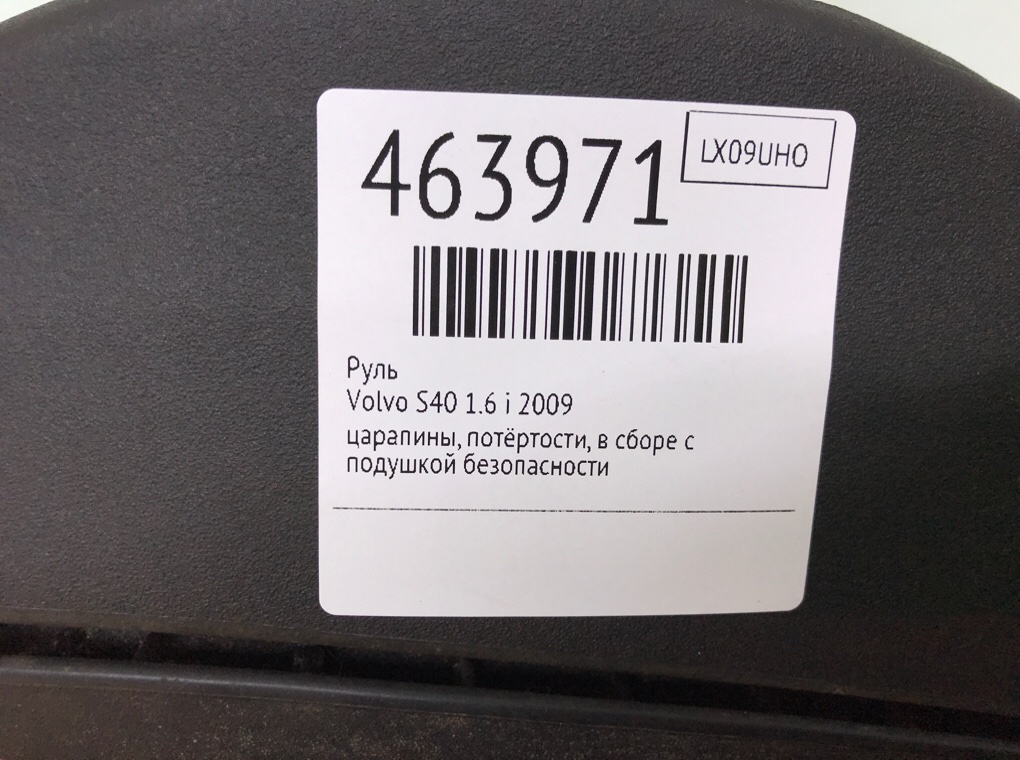 463971
LX09UHO
Руль
Volvo S40 1.6 i 2009
царапины, потёртости, в сборе с
подушкой безопасности